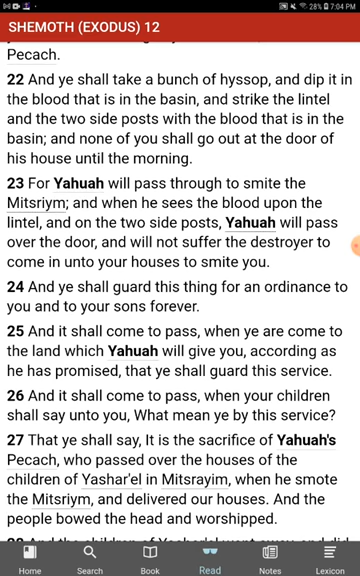 28% 7:04 PM
SHEMOTH (EXODUS) 12
Pecach.
22 And ye shall take a bunch of hyssop, and dip it in
the blood that is in the basin, and strike the lintel
and the two side posts with the blood that is in the
basin; and none of you shall go out at the door of
his house until the morning.
23 For Yahuah will pass through to smite the
Mitsriym; and when he sees the blood upon the
lintel, and on the two side posts, Yahuah will pass
over the door, and will not suffer the destroyer to
come in unto your houses to smite you.
24 And ye shall guard this thing for an ordinance to
you and to your sons forever.
25 And it shall come to pass, when ye are come to
the land which Yahuah will give you, according as
he has promised, that ye shall guard this service.
26 And it shall come to pass, when your children
shall say unto you, What mean ye by this service?
27 That ye shall say, It is the sacrifice of Yahuah's
Pecach, who passed over the houses of the
children of Yashar'el in Mitsrayim, when he smote
the Mitsriym, and delivered our houses. And the
people bowed the head and worshipped.
Home Search Book Read Notes Lexicon